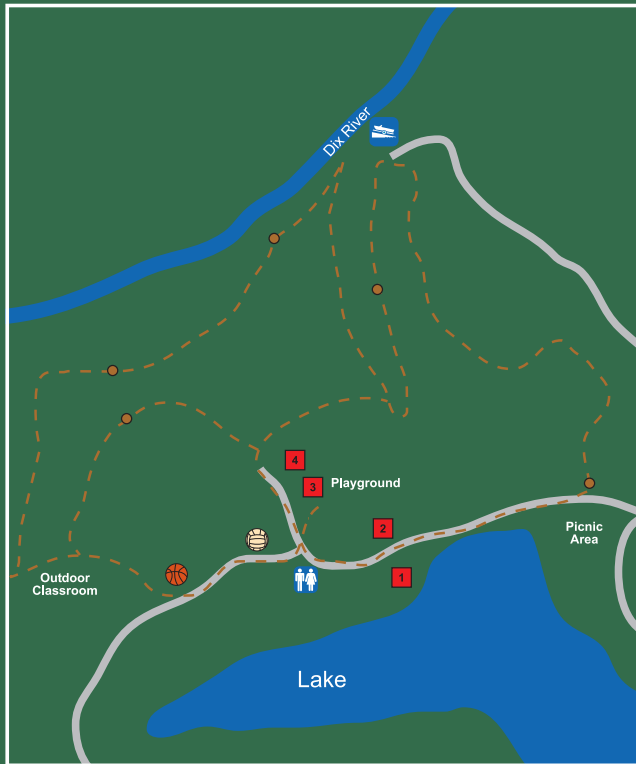 Dix River
4
3
Playground
2
Picnic
Area
1
Outdoor
Classroom
Lake